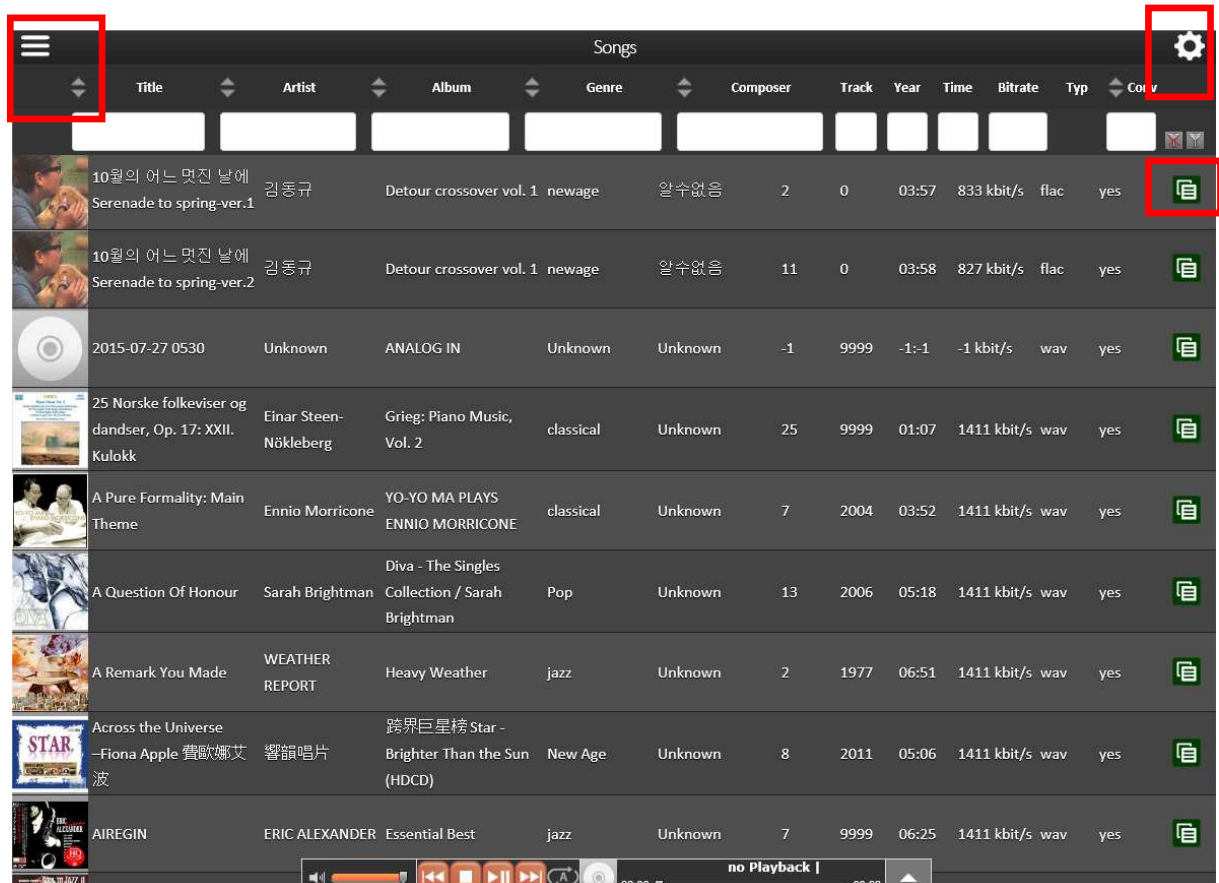 Songs
Title Artist Album Genre Composer Track Year Time Bitrate Typ Conv
10월의 어느 멋진 날에
Serenade to spring-ver.1
김동규
Detour crossover vol. 1
newage
알수없음
2
0
03:57
833 kbit/s
flac
yes
10월의 어느 멋진 날에
Serenade to spring-ver.2
김동규
Detour crossover vol. 1
newage
알수없음
11
0
03:58
827 kbit/s
flac
yes
2015-07-27 0530
Unknown
ANALOG IN
Unknown
Unknown
-1
9999
-1:-1
-1 kbit/s
wav
yes
25 Norske folkeviser og
dandser, Op. 17: XXII.
Kulokk
Einar Steen-
Nökleberg
Grieg: Piano Music,
Vol. 2
classical
Unknown
25
9999
01:07
1411 kbit/s
wav
yes
A Pure Formality: Main
Theme
Ennio Morricone
YO-YO MA PLAYS
ENNIO MORRICONE
classical
Unknown
7
2004
03:52
1411 kbit/s
wav
yes
A Question Of Honour
Sarah Brightman
Diva - The Singles
Collection / Sarah
Brightman
Pop
Unknown
13
2006
05:18
1411 kbit/s
wav
yes
A Remark You Made
WEATHER
REPORT
Heavy Weather
jazz
Unknown
2
1977
06:51
1411 kbit/s
wav
yes
STAR
Across the Universe
–Fiona Apple 費歐娜艾
波
響韻唱片
跨界巨星榜 Star -
Brighter Than the Sun
(HDCD)
New Age
Unknown
8
2011
05:06
1411 kbit/s
wav
yes
ERIC
ALEXANDER
AIREGIN
ERIC ALEXANDER
Essential Best
jazz
Unknown
7
9999
06:25
1411 kbit/s
wav
yes
no Playback |